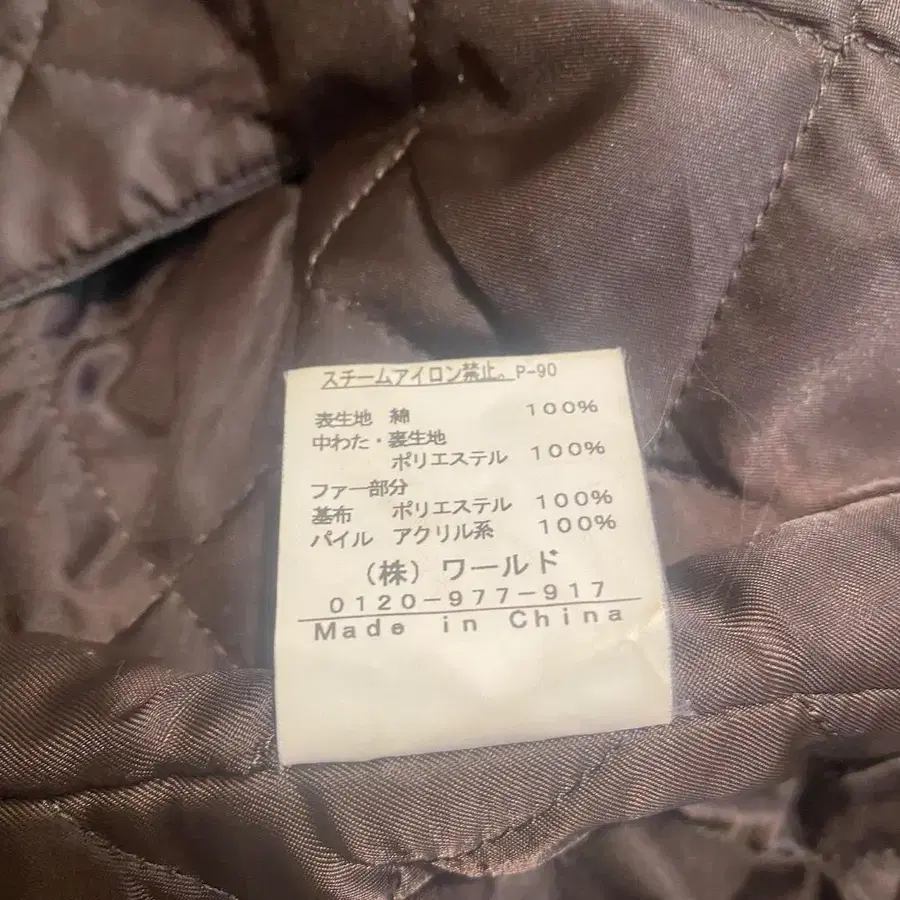 スチームアイロン禁止。P-90
表生地 綿 100%
中わた・裏生地
ポリエステル 100%
ファー部分
基布 ポリエステル 100%
パイル アクリル系 100%
(株)ワールド
0120-977-917
Made in China